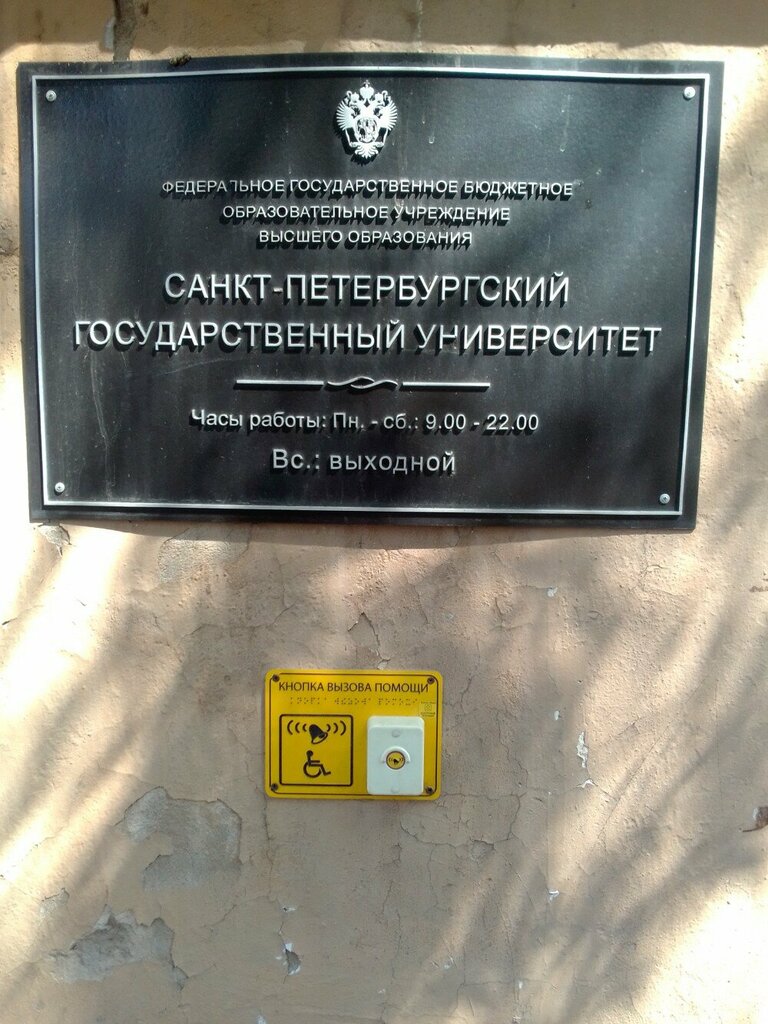 ФЕДЕРАЛЬНОЕ ГОСУДАРСТВЕННОЕ БЮДЖЕТНОЕ
ОБРАЗОВАТЕЛЬНОЕ УЧРЕЖДЕНИЕ
ВЫСШЕГО ОБРАЗОВАНИЯ
САНКТ-ПЕТЕРБУРГСКИЙ
ГОСУДАРСТВЕННЫЙ УНИВЕРСИТЕТ
Часы работы: Пн. - сб.: 9.00 - 22.00
Вс.: выходной
КНОПКА ВЫЗОВА ПОМОЩИ